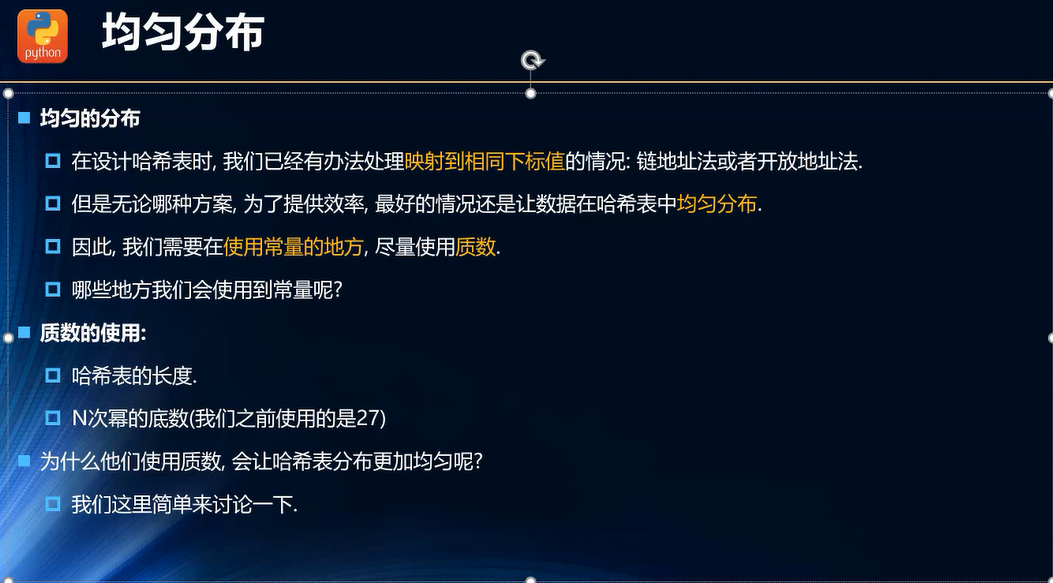 python
均匀分布
均匀的分布
在设计哈希表时, 我们已经有办法处理映射到相同下标值的情况: 链地址法或者开放地址法.
但是无论哪种方案, 为了提供效率, 最好的情况还是让数据在哈希表中均匀分布.
因此, 我们需要在使用常量的地方, 尽量使用质数.
哪些地方我们会使用到常量呢?
质数的使用:
哈希表的长度.
N次幂的底数(我们之前使用的是27)
为什么他们使用质数, 会让哈希表分布更加均匀呢?
我们这里简单来讨论一下.